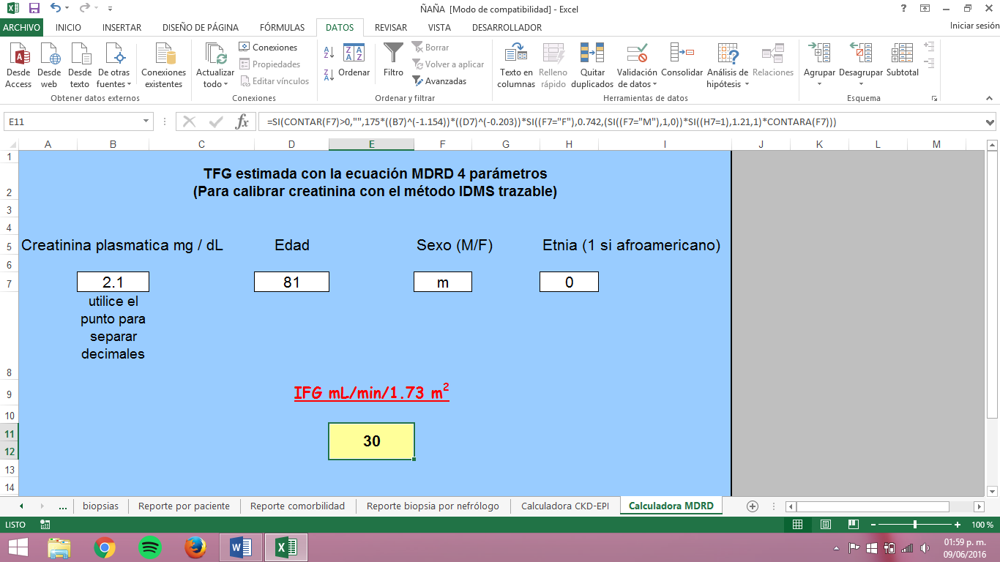 ÑAÑA [Modo de compatibilidad] - Excel
ARCHIVO INICIO INSERTAR DISEÑO DE PÁGINA FÓRMULAS DATOS REVISAR VISTA DESARROLLADOR Iniciar sesión
Desde Access
Desde web
Desde texto
De otras fuentes
Conexiones existentes
Obtener datos externos
Actualizar todo
Conexiones
Propiedades
Editar vínculos
Conexiones
Ordenar
Filtro
Borrar
Volver a aplicar
Avanzadas
Ordenar y filtrar
Texto en columnas
Relleno rápido
Quitar duplicados
Validación de datos
Consolidar
Análisis de hipótesis
Relaciones
Herramientas de datos
Agrupar
Desagrupar
Subtotal
Esquema
E11 fx =SI(CONTAR(F7)>0,"",175*((B7)^(-1.154))*((D7)^(-0.203))*SI((F7="F"),0.742,(SI((F7="M"),1,0))*SI((H7=1),1.21,1)*CONTARA(F7)))
A B C D E F G H I J K L M
1
2
3
4
5
6
7
8
9
10
11
12
13
14
TFG estimada con la ecuación MDRD 4 parámetros
(Para calibrar creatinina con el método IDMS trazable)
Creatinina plasmatica mg / dL Edad Sexo (M/F) Etnia (1 si afroamericano)
2.1 81 m 0
utilice el
punto para
separar
decimales
IFG mL/min/1.73 m²
30
... biopsias Reporte por paciente Reporte comorbilidad Reporte biopsia por nefrólogo Calculadora CKD-EPI Calculadora MDRD
LISTO 100 %
01:59 p. m.
09/06/2016